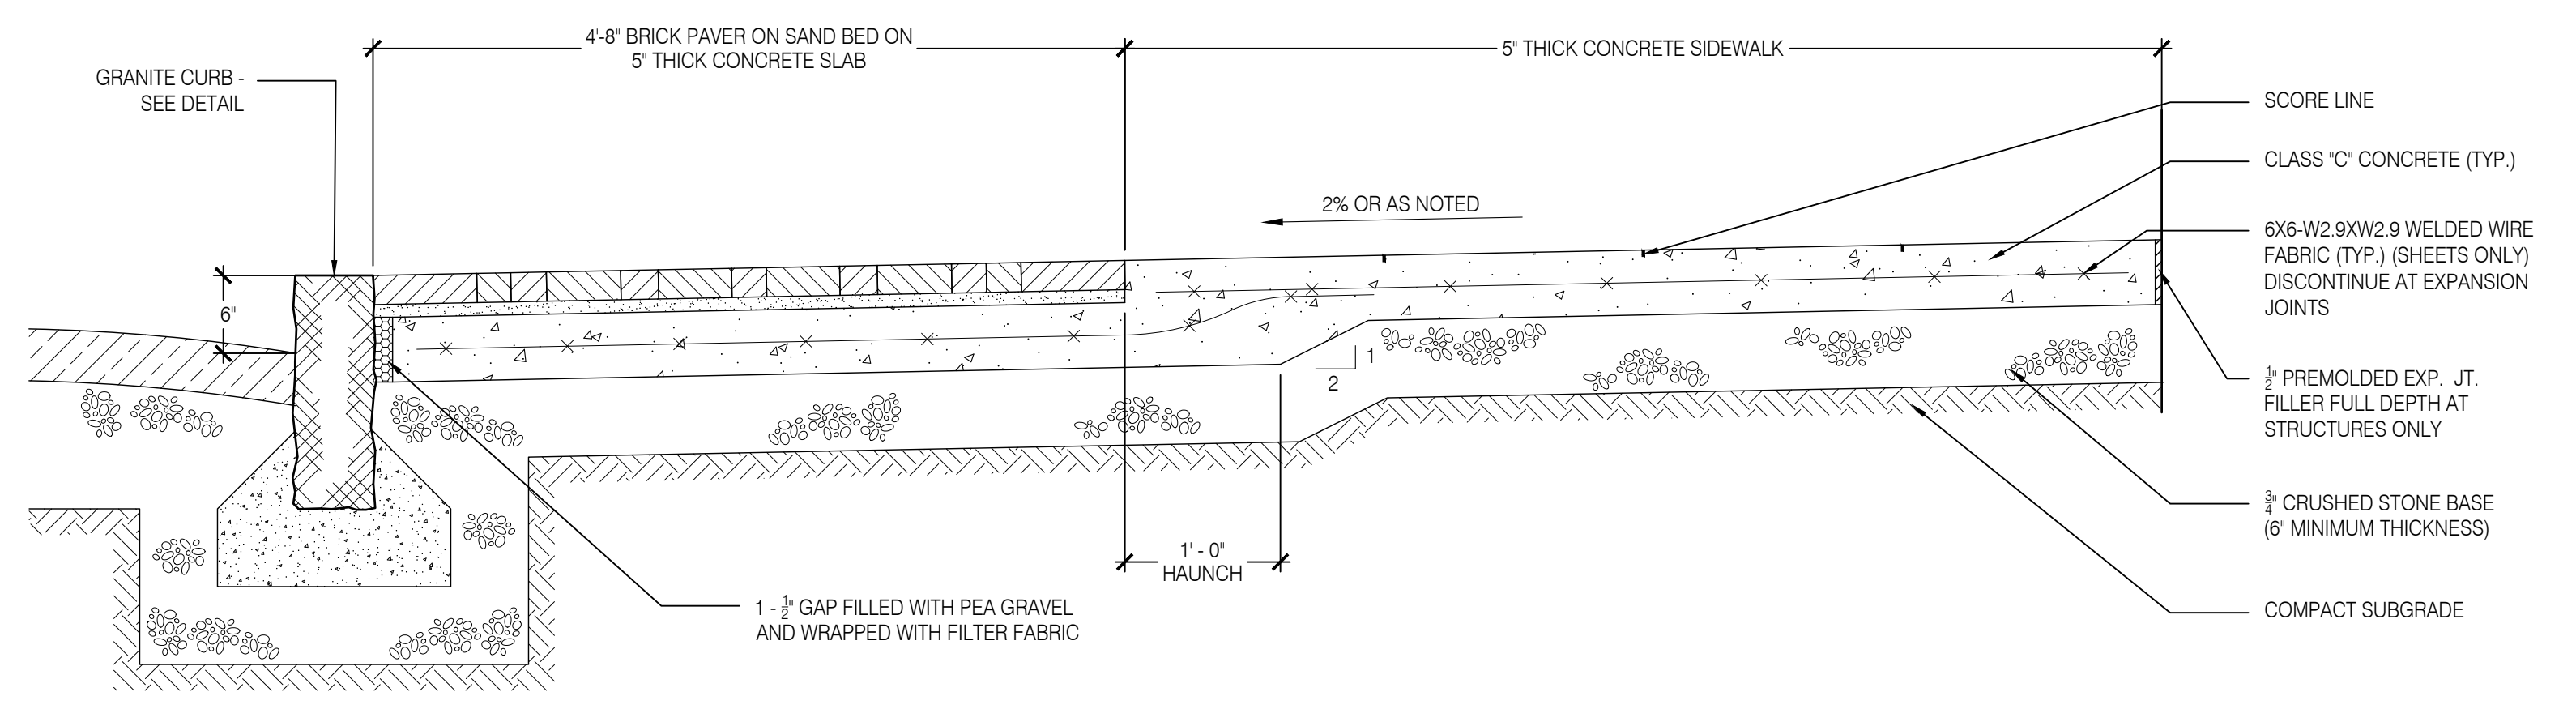 4'-8" BRICK PAVER ON SAND BED ON
5" THICK CONCRETE SLAB
5" THICK CONCRETE SIDEWALK
GRANITE CURB -
SEE DETAIL
SCORE LINE
CLASS "C" CONCRETE (TYP.)
2% OR AS NOTED
6X6-W2.9XW2.9 WELDED WIRE
FABRIC (TYP.) (SHEETS ONLY)
DISCONTINUE AT EXPANSION
JOINTS
6"
1
2
1/2" PREMOLDED EXP. JT.
FILLER FULL DEPTH AT
STRUCTURES ONLY
3/4" CRUSHED STONE BASE
(6" MINIMUM THICKNESS)
1' - 0"
HAUNCH
1 - 1/2" GAP FILLED WITH PEA GRAVEL
AND WRAPPED WITH FILTER FABRIC
COMPACT SUBGRADE